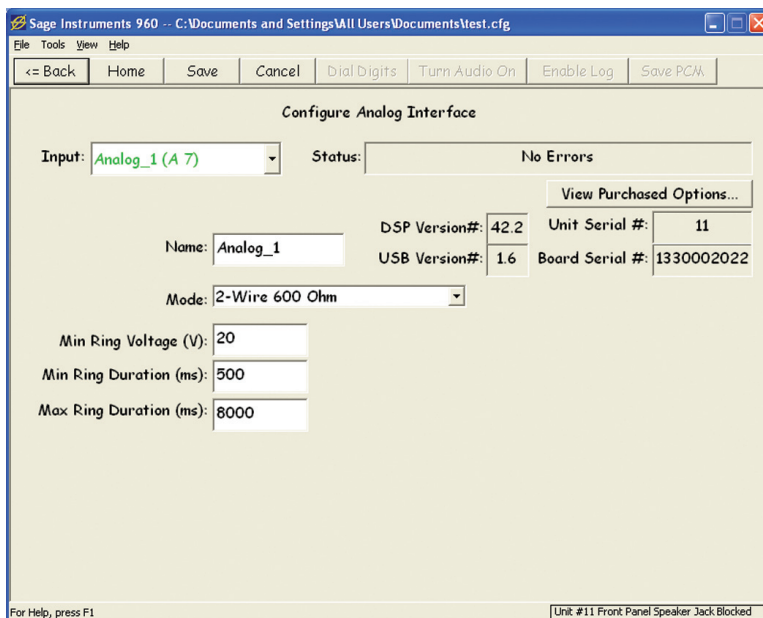 Sage Instruments 960 -- C:\Documents and Settings\All Users\Documents\test.cfg
File Tools View Help
<= Back Home Save Cancel Dial Digits Turn Audio On Enable Log Save PCM
Configure Analog Interface
Input: Analog_1 (A 7) Status: No Errors
View Purchased Options...
DSP Version#: 42.2 Unit Serial #: 11
Name: Analog_1 USB Version#: 1.6 Board Serial #: 1330002022
Mode: 2-Wire 600 Ohm
Min Ring Voltage (V): 20
Min Ring Duration (ms): 500
Max Ring Duration (ms): 8000
For Help, press F1 Unit #11 Front Panel Speaker Jack Blocked